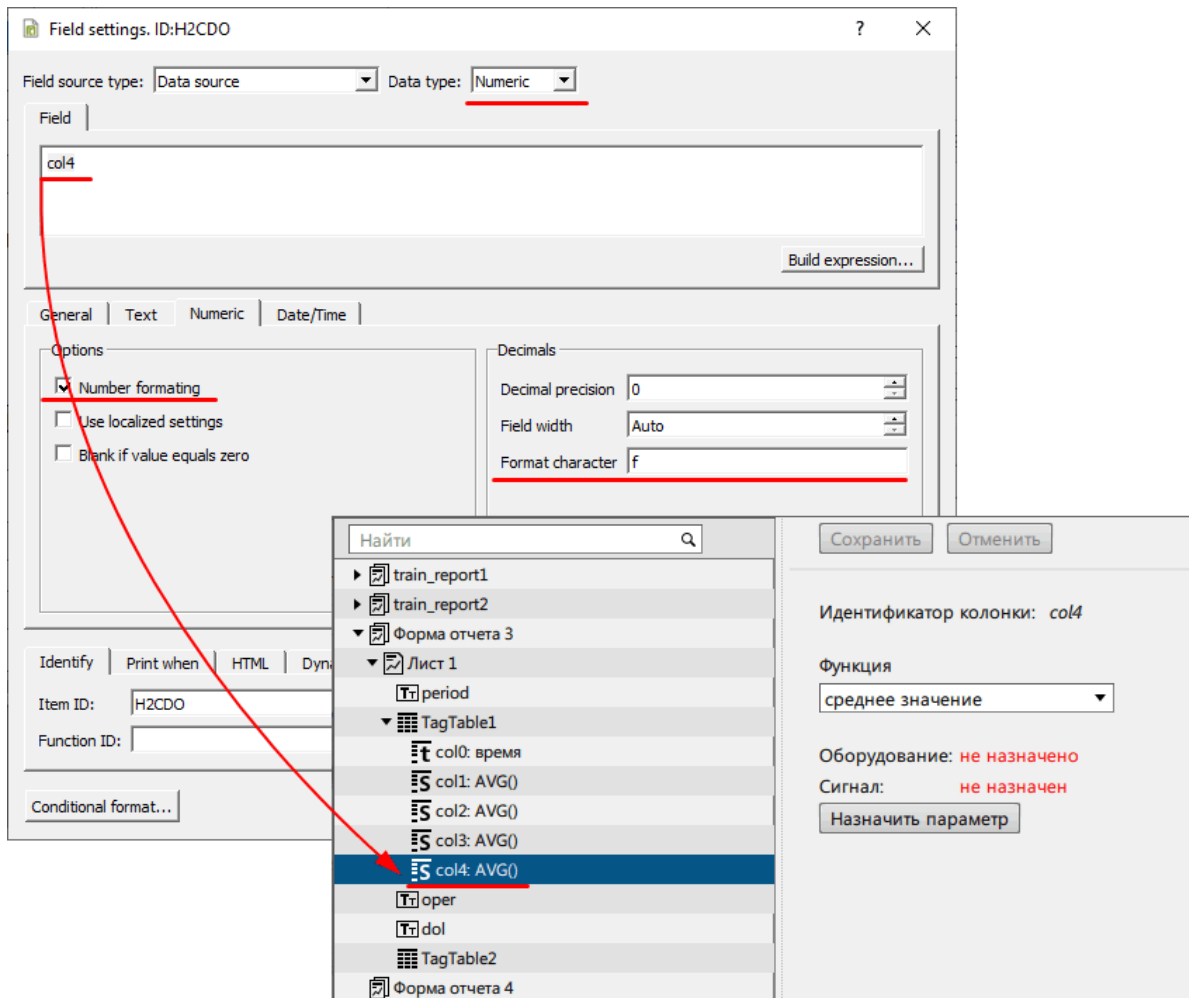 Field settings. ID:H2CDO ?
Field source type: Data source Data type: Numeric
Field
col4
Build expression...
General Text Numeric Date/Time
Options
Number formating
Use localized settings
Blank if value equals zero
Decimals
Decimal precision 0
Field width Auto
Format character f
Identify Print when HTML
Item ID: H2CDO
Function ID:
Conditional format...
Найти
train_report1
train_report2
Форма отчета 3
Лист 1
period
TagTable1
col0: время
col1: AVG()
col2: AVG()
col3: AVG()
col4: AVG()
oper
dol
TagTable2
Форма отчета 4
Сохранить Отменить
Идентификатор колонки: col4
Функция
среднее значение
Оборудование: не назначено
Сигнал: не назначен
Назначить параметр